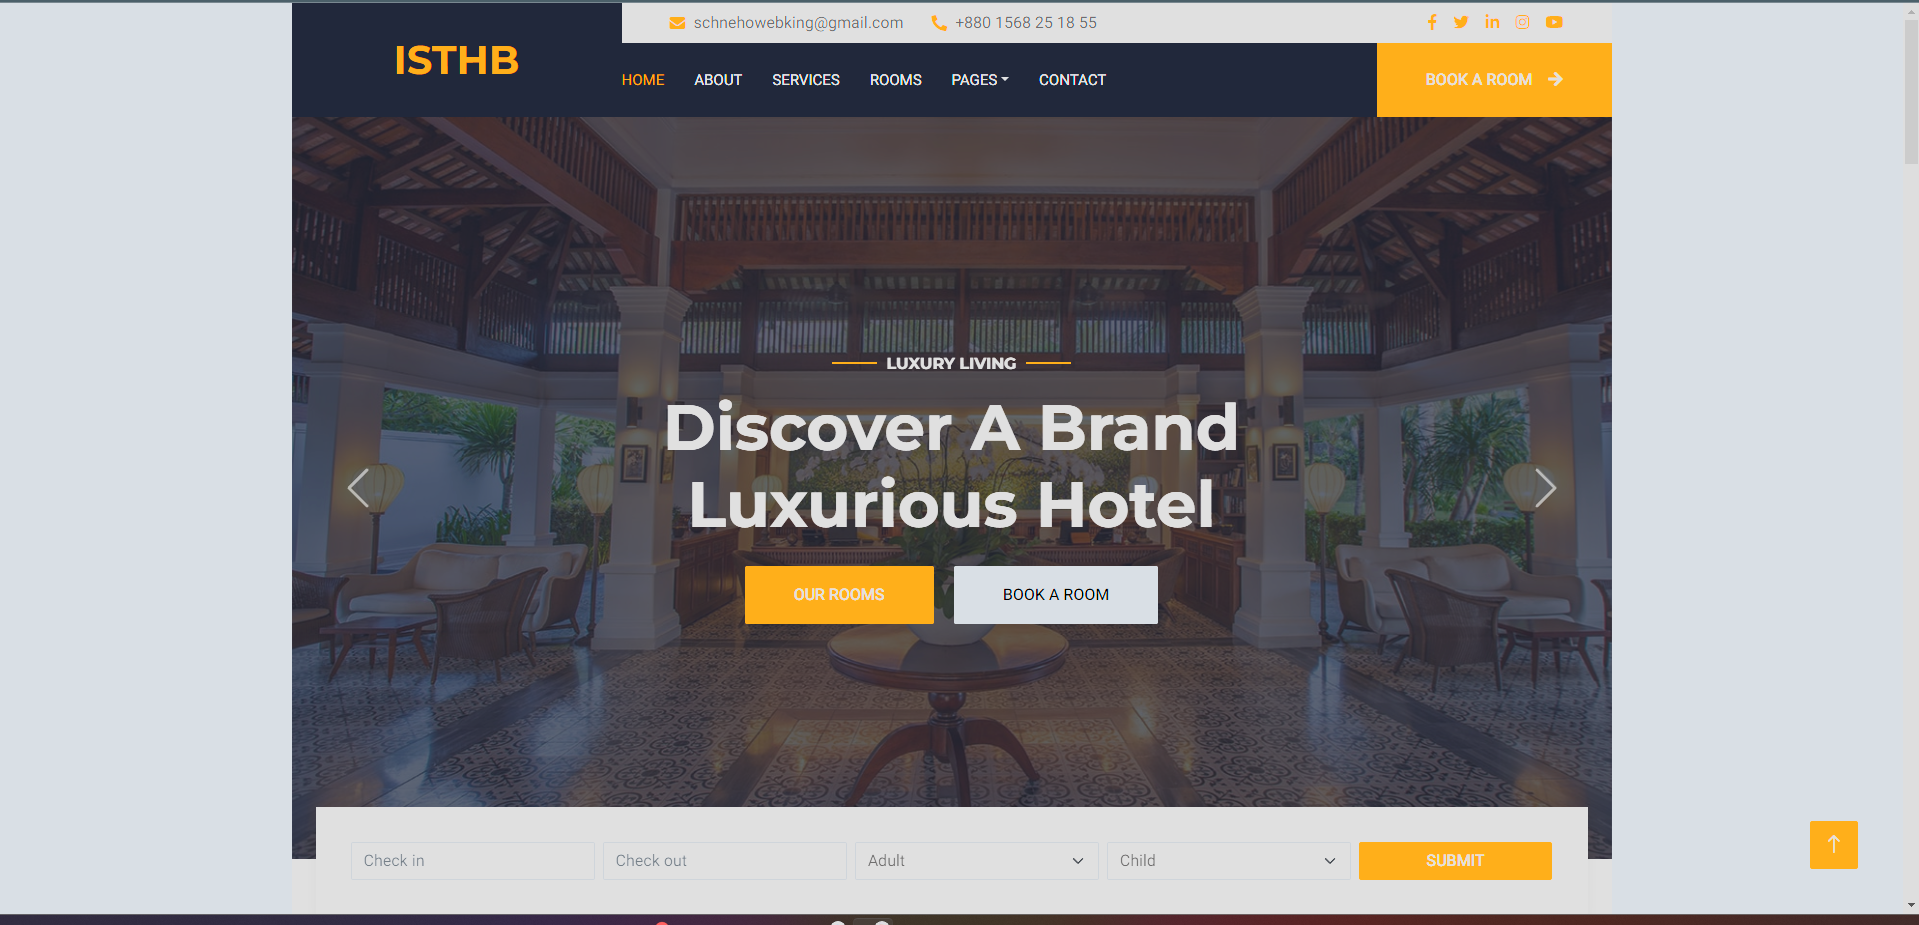 schnehowebking@gmail.com +880 1568 25 18 55
ISTHB
HOME ABOUT SERVICES ROOMS PAGES CONTACT BOOK A ROOM
LUXURY LIVING
Discover A Brand
Luxurious Hotel
OUR ROOMS BOOK A ROOM
Check in Check out Adult Child SUBMIT